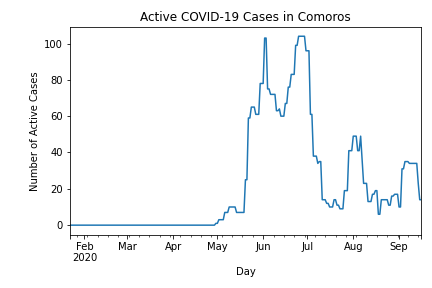 Active COVID-19 Cases in Comoros
Number of Active Cases
100
80
60
40
20
0
Feb Mar Apr May Jun Jul Aug Sep
2020
Day